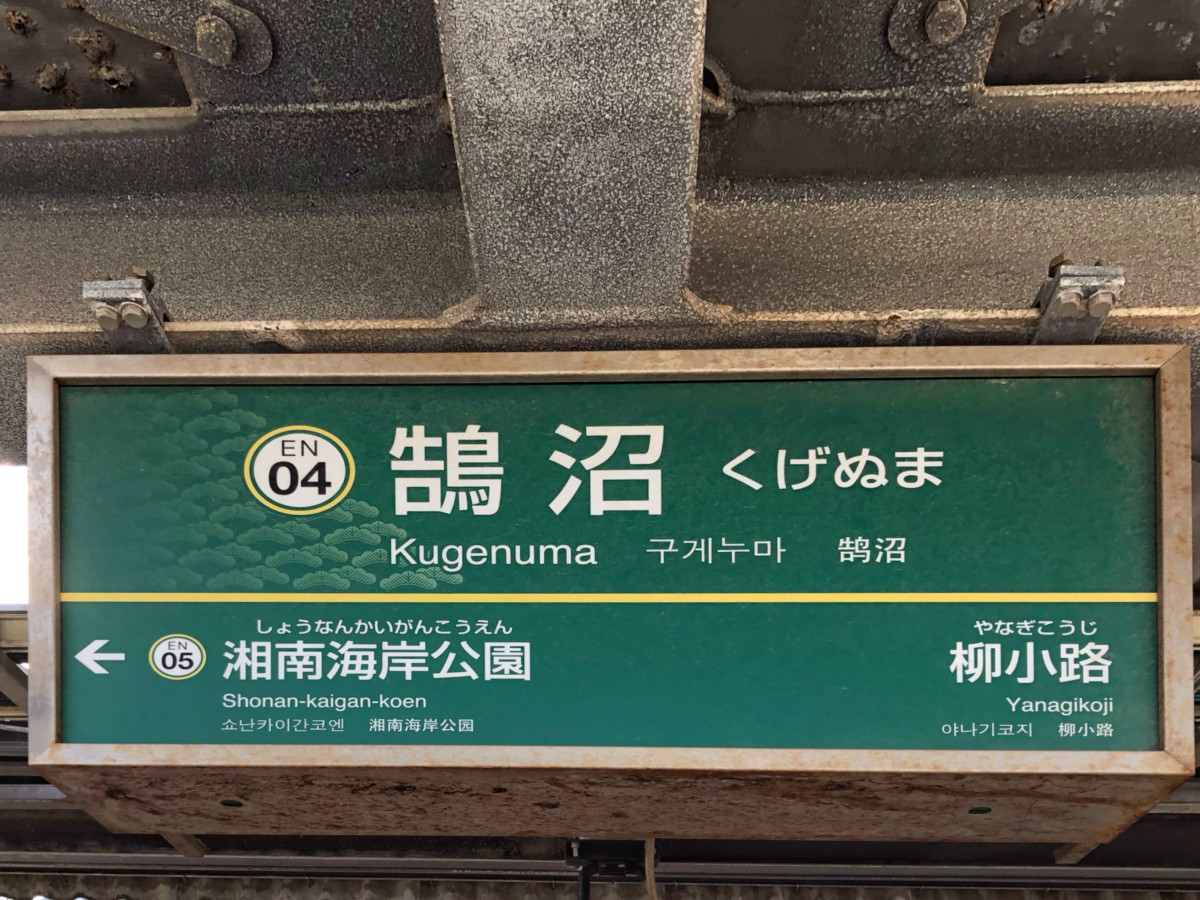 EN
04
鵠沼 くげぬま
Kugenuma 구게누마 鹄沼
しょうなんかいがんこうえん
← EN
05
湘南海岸公園
Shonan-kaigan-koen
쇼난카이간코엔 湘南海岸公园
やなぎこうじ
柳小路
Yanagikoji
야나기코지 柳小路